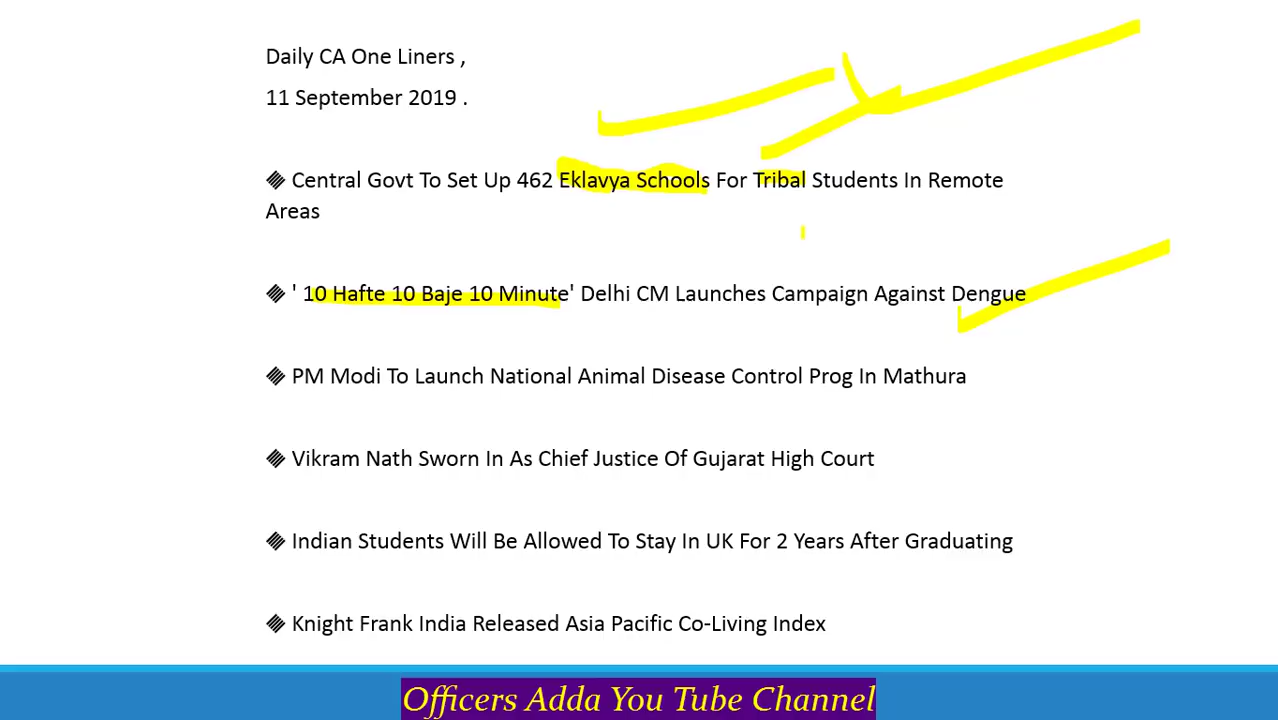 Daily CA One Liners ,
11 September 2019 .
Central Govt To Set Up 462 Eklavya Schools For Tribal Students In Remote
Areas
' 10 Hafte 10 Baje 10 Minute' Delhi CM Launches Campaign Against Dengue
PM Modi To Launch National Animal Disease Control Prog In Mathura
Vikram Nath Sworn In As Chief Justice Of Gujarat High Court
Indian Students Will Be Allowed To Stay In UK For 2 Years After Graduating
Knight Frank India Released Asia Pacific Co-Living Index
Officers Adda You Tube Channel